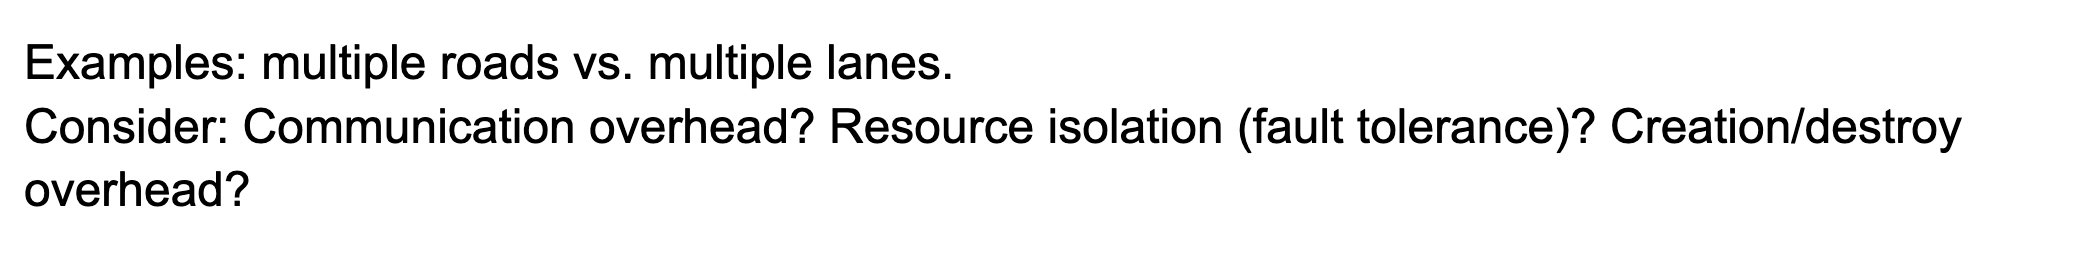 Examples: multiple roads vs. multiple lanes.
Consider: Communication overhead? Resource isolation (fault tolerance)? Creation/destroy
overhead?